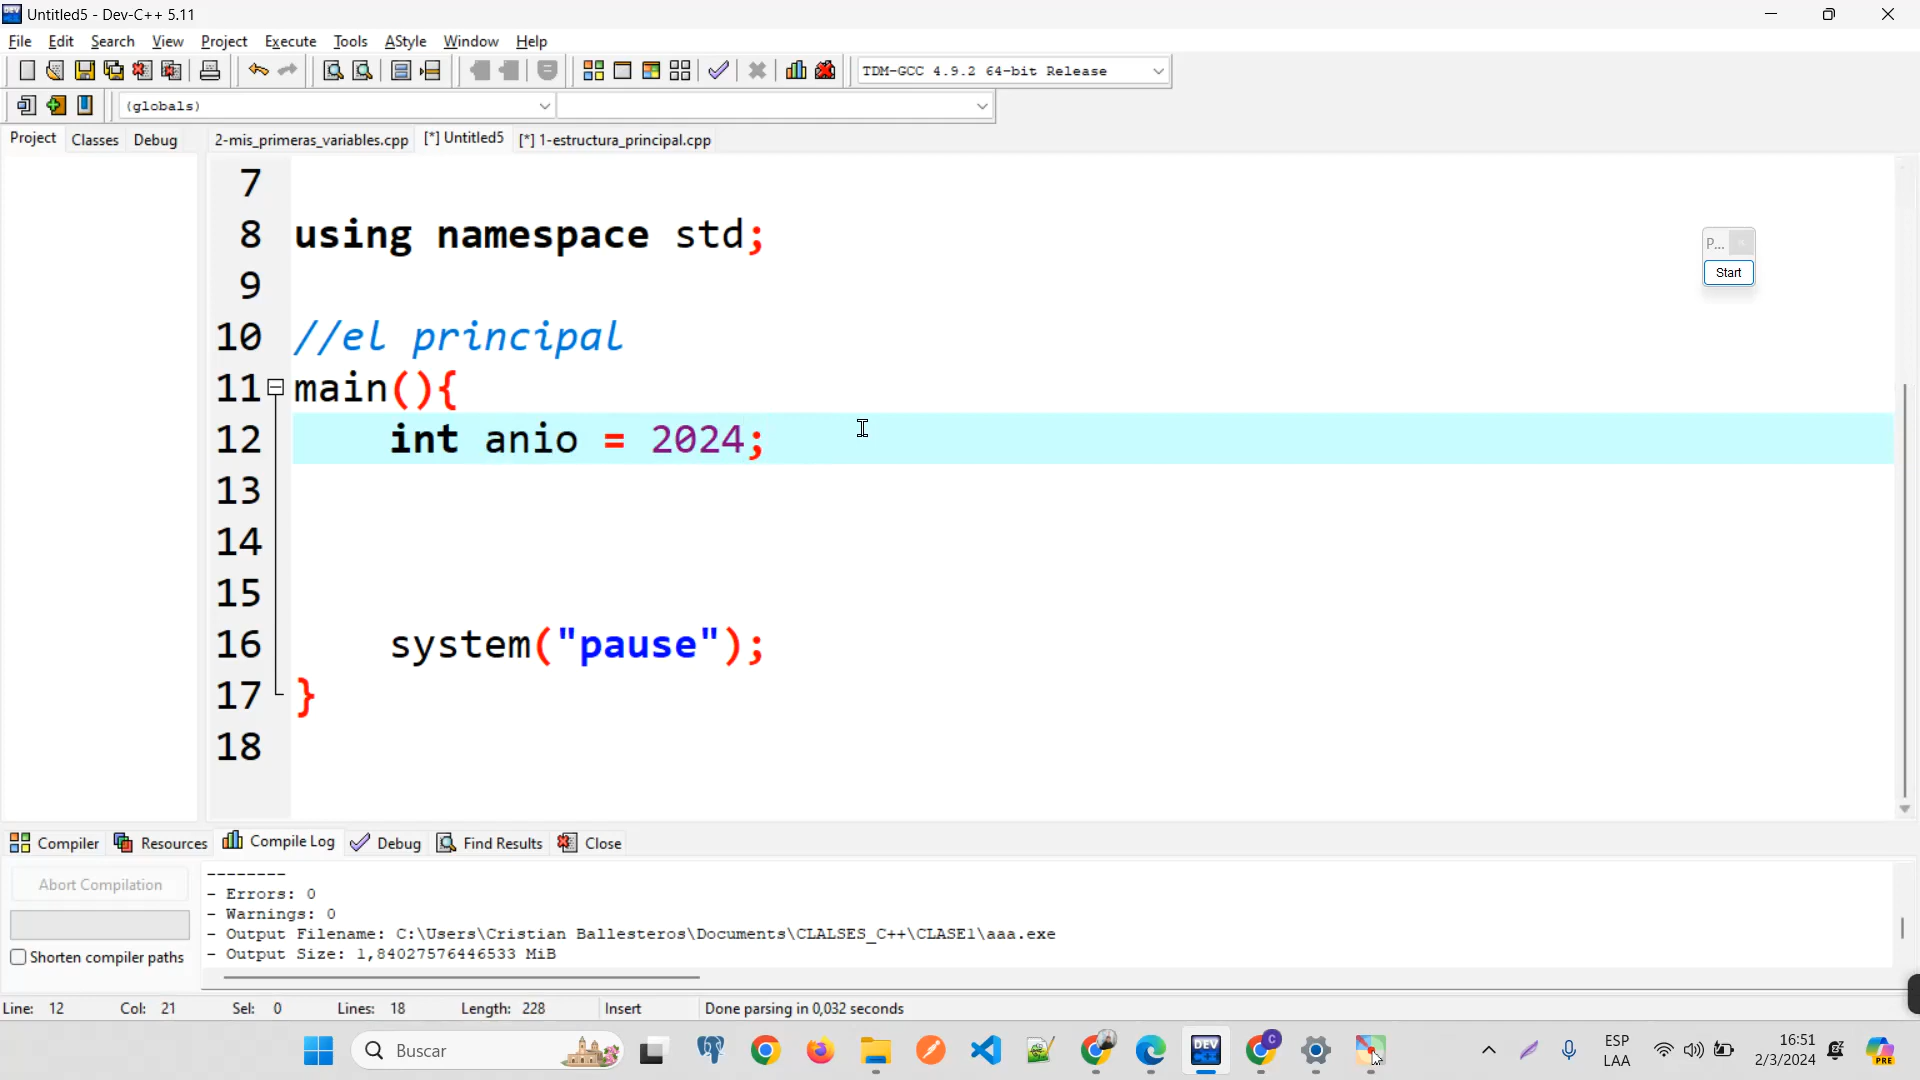 Untitled5 - Dev-C++ 5.11
File Edit Search View Project Execute Tools AStyle Window Help
TDM-GCC 4.9.2 64-bit Release
(globals)
Project Classes Debug 2-mis_primeras_variables.cpp [*] Untitled5 [*] 1-estructura_principal.cpp
7
8 using namespace std;
9
10 //el principal
11 main(){
12 int anio = 2024;
13
14
15
16 system("pause");
17 }
18
P...
Start
Compiler Resources Compile Log Debug Find Results Close
Abort Compilation
Shorten compiler paths
--------
- Errors: 0
- Warnings: 0
- Output Filename: C:\Users\Cristian Ballesteros\Documents\CLALSES_C++\CLASE1\aaa.exe
- Output Size: 1,84027576446533 MiB
Line: 12 Col: 21 Sel: 0 Lines: 18 Length: 228 Insert Done parsing in 0,032 seconds
Buscar
DEV
C
ESP
LAA
16:51
2/3/2024
PRE